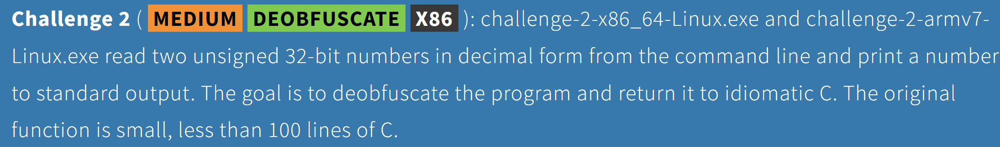 Challenge 2 ( MEDIUM DEOBFUSCATE X86 ): challenge-2-x86_64-Linux.exe and challenge-2-armv7-
Linux.exe read two unsigned 32-bit numbers in decimal form from the command line and print a number
to standard output. The goal is to deobfuscate the program and return it to idiomatic C. The original
function is small, less than 100 lines of C.